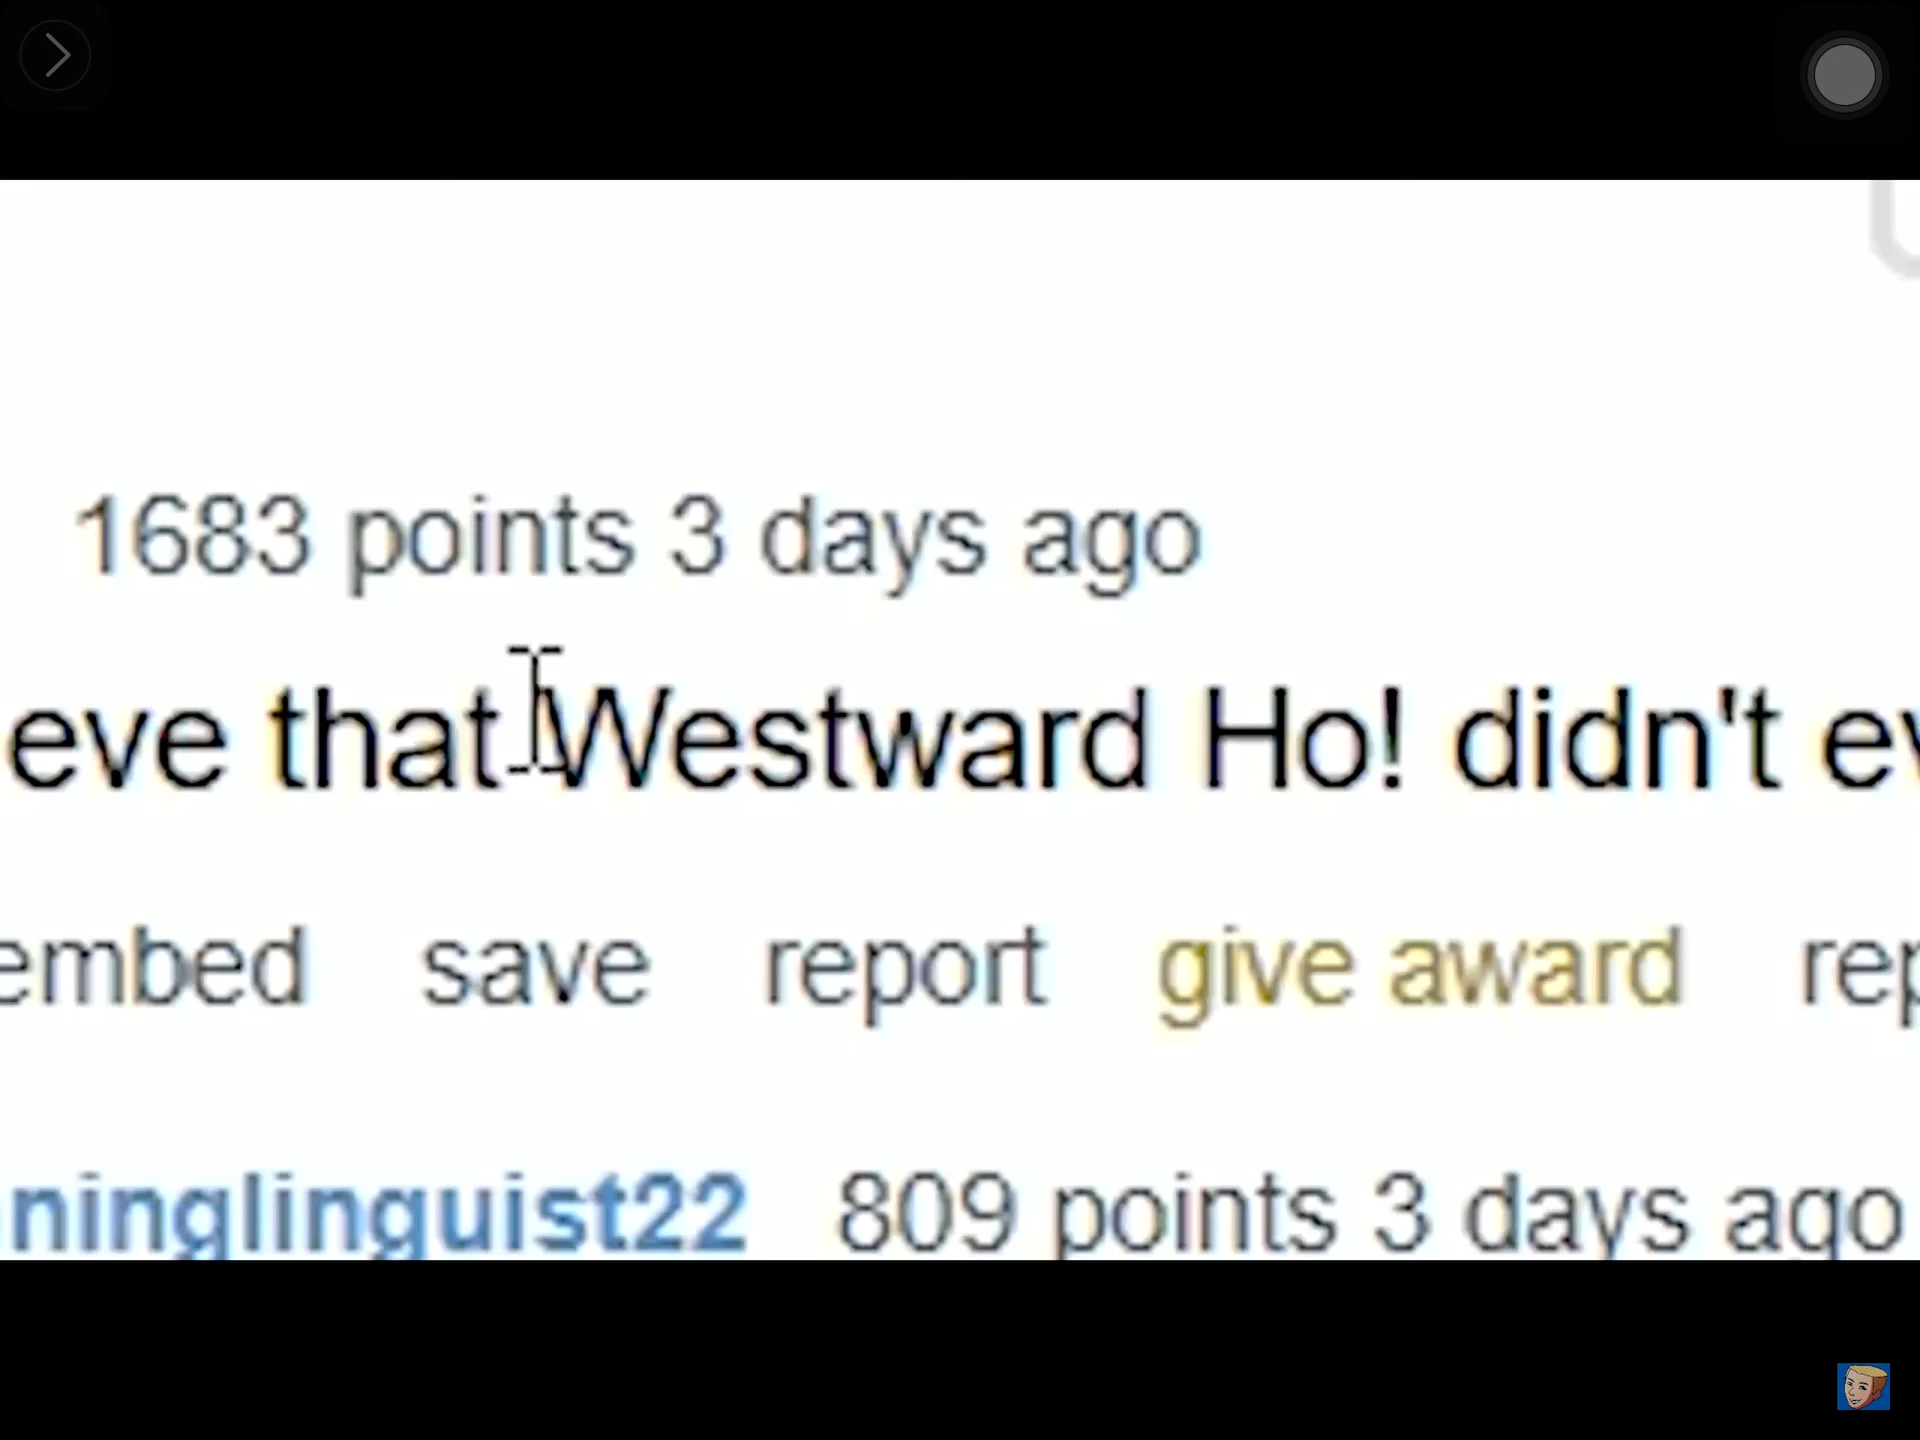 1683 points 3 days ago
eve that Westward Ho! didn't ev
embed save report give award rep
ninglinguist22 809 points 3 days ago